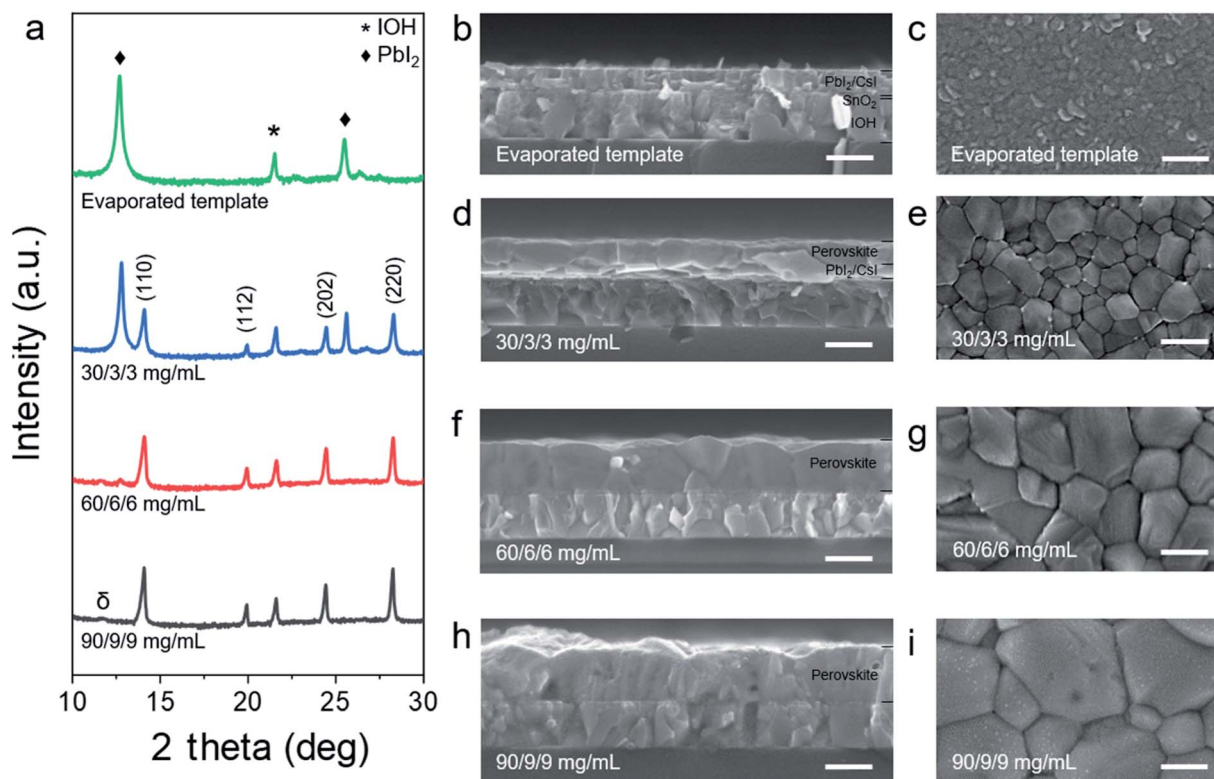 a
* IOH
♦ PbI₂
Evaporated template
(110)
(112)
(202)
(220)
30/3/3 mg/mL
60/6/6 mg/mL
δ
90/9/9 mg/mL
10 15 20 25 30
2 theta (deg)
Intensity (a.u.)
b
PbI₂/CsI
SnO₂
IOH
Evaporated template
c
Evaporated template
d
Perovskite
PbI₂/CsI
30/3/3 mg/mL
e
30/3/3 mg/mL
f
Perovskite
60/6/6 mg/mL
g
60/6/6 mg/mL
h
Perovskite
90/9/9 mg/mL
i
90/9/9 mg/mL